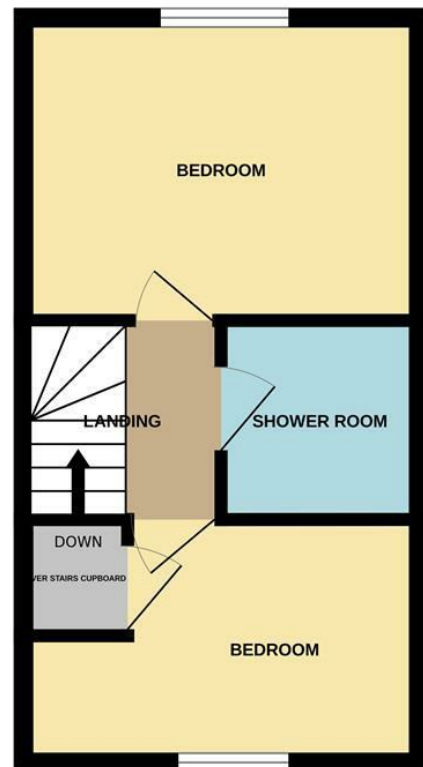 BEDROOM
LANDING
SHOWER ROOM
DOWN
VER STAIRS CUPBOARD
BEDROOM